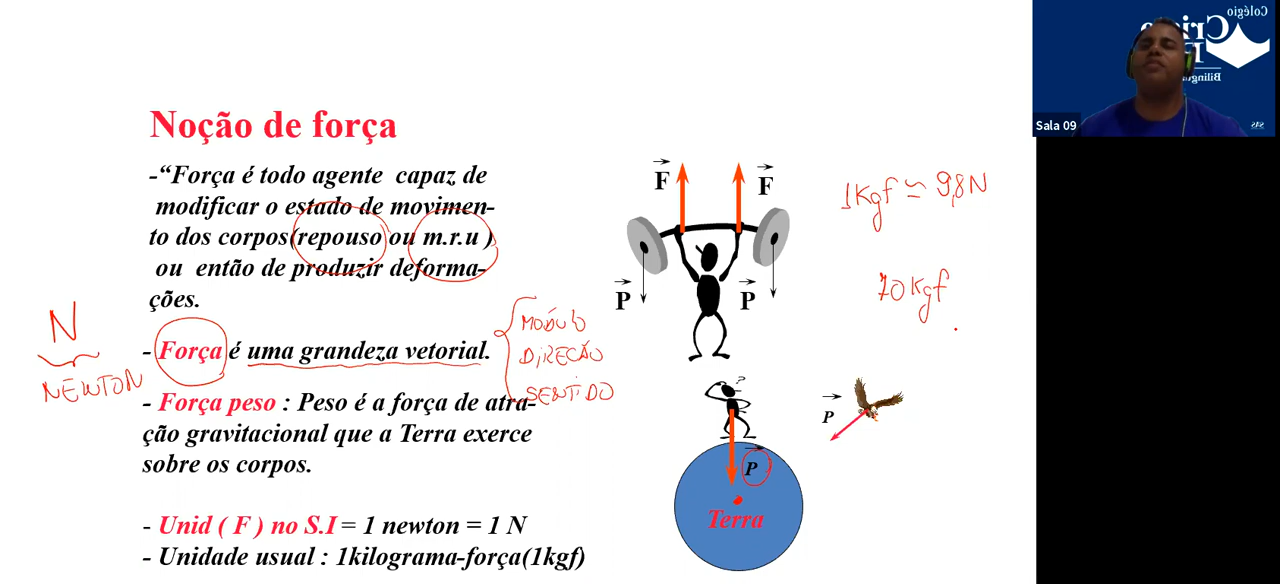 Noção de força
-“Força é todo agente capaz de
modificar o estado de movimen-
to dos corpos(repouso ou m.r.u )
ou então de produzir deforma-
ções.
- Força é uma grandeza vetorial.
- Força peso : Peso é a força de atra-
ção gravitacional que a Terra exerce
sobre os corpos.
- Unid ( F ) no S.I = 1 newton = 1 N
- Unidade usual : 1kilograma-força(1kgf)
N
NEWTON
MÓDULO
DIREÇÃO
SENTIDO
F
F
P
P
?
P
Terra
P
1Kgf ≃ 9,8N
70Kgf
Colégio
Bilíngue
SAS
Sala 09